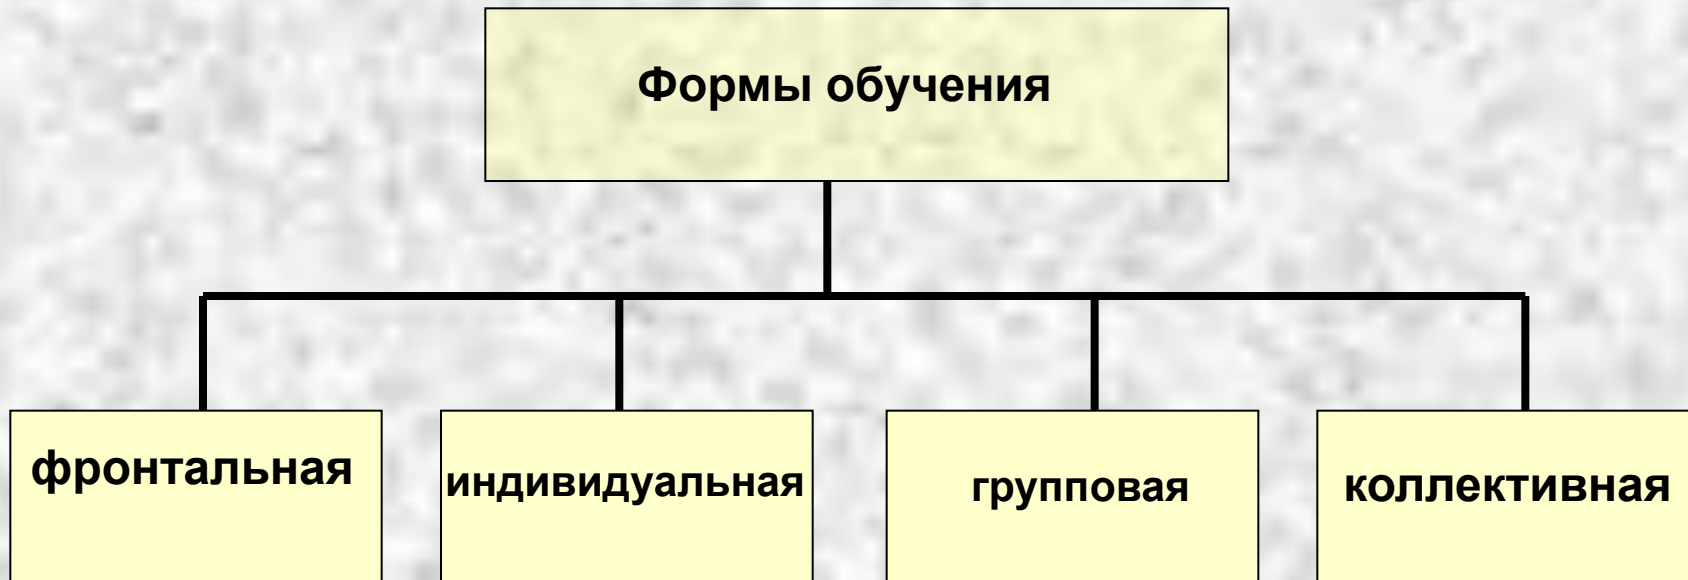 Формы обучения
фронтальная
индивидуальная
групповая
коллективная